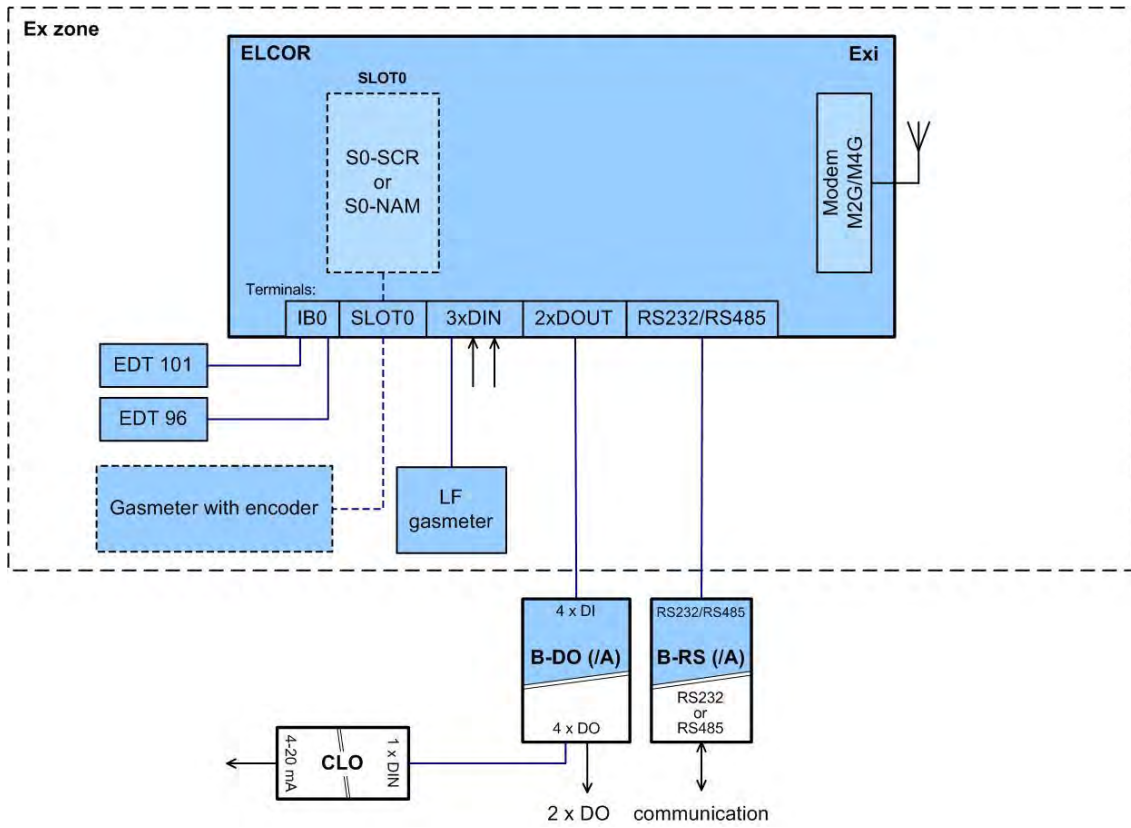 Ex zone
ELCOR
Exi
SLOT0
S0-SCR
or
S0-NAM
Modem
M2G/M4G
Terminals:
IB0
SLOT0
3xDIN
2xDOUT
RS232/RS485
EDT 101
EDT 96
Gasmeter with encoder
LF
gasmeter
4 x DI
B-DO (/A)
4 x DO
RS232/RS485
B-RS (/A)
RS232
or
RS485
4-20 mA
CLO
1 x DIN
2 x DO
communication